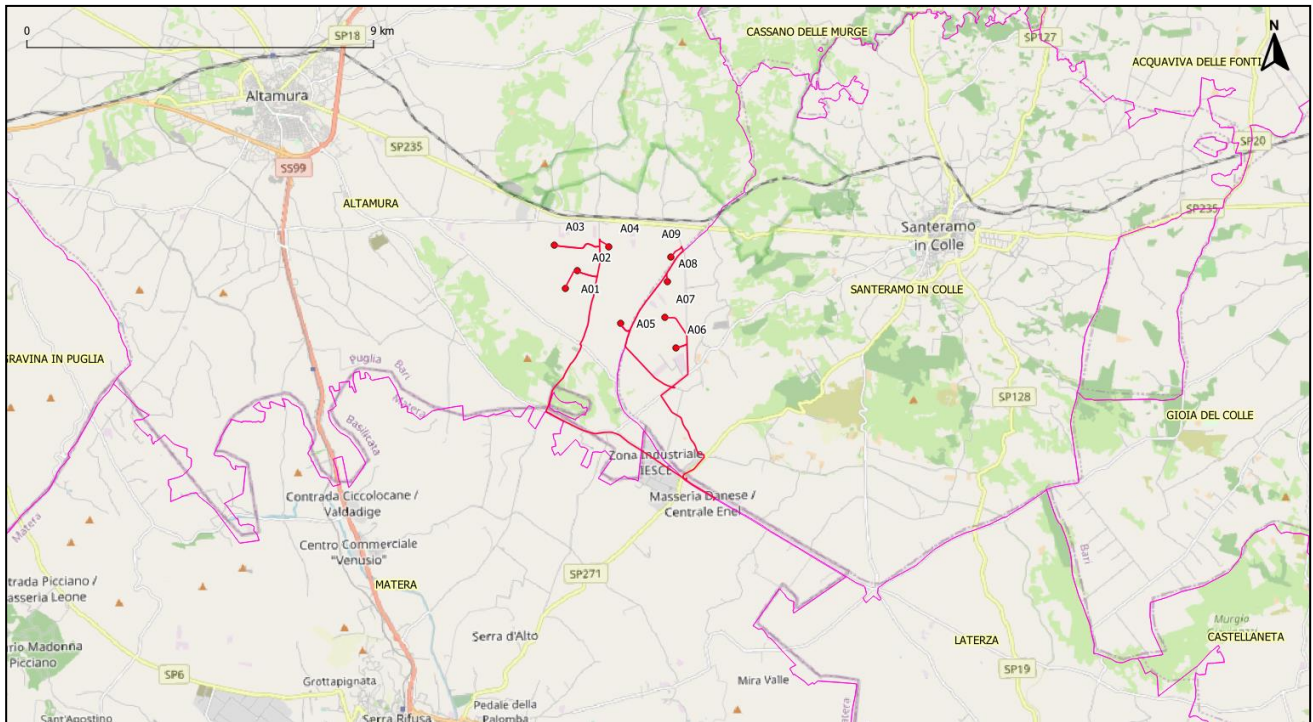 SP18
0
9 km
CASSANO DELLE MURGE
SP127
N
ACQUAVIVA DELLE FONTI
Altamura
SP235
SS99
SP20
ALTAMURA
SP235
Santeramo
in Colle
A03
A04
A09
A02
A08
A01
A07
SANTERAMO IN COLLE
A05
A06
GRAVINA IN PUGLIA
Puglia
Bari
Matera
Basilicata
SP128
GIOIA DEL COLLE
Zona Industriale
IESCE
Contrada Ciccolocane /
Valdadige
Masseria Danese /
Centrale Enel
Matera
Bari
Centro Commerciale
"Venusio"
SP271
MATERA
trada Picciano /
asseria Leone
Murgia
Serra d'Alto
LATERZA
CASTELLANETA
rio Madonna
Picciano
SP6
SP19
Grottapignata
Mira Valle
Sant'Agostino
Serra Rifusa
Pedale della
Palomba
Matera